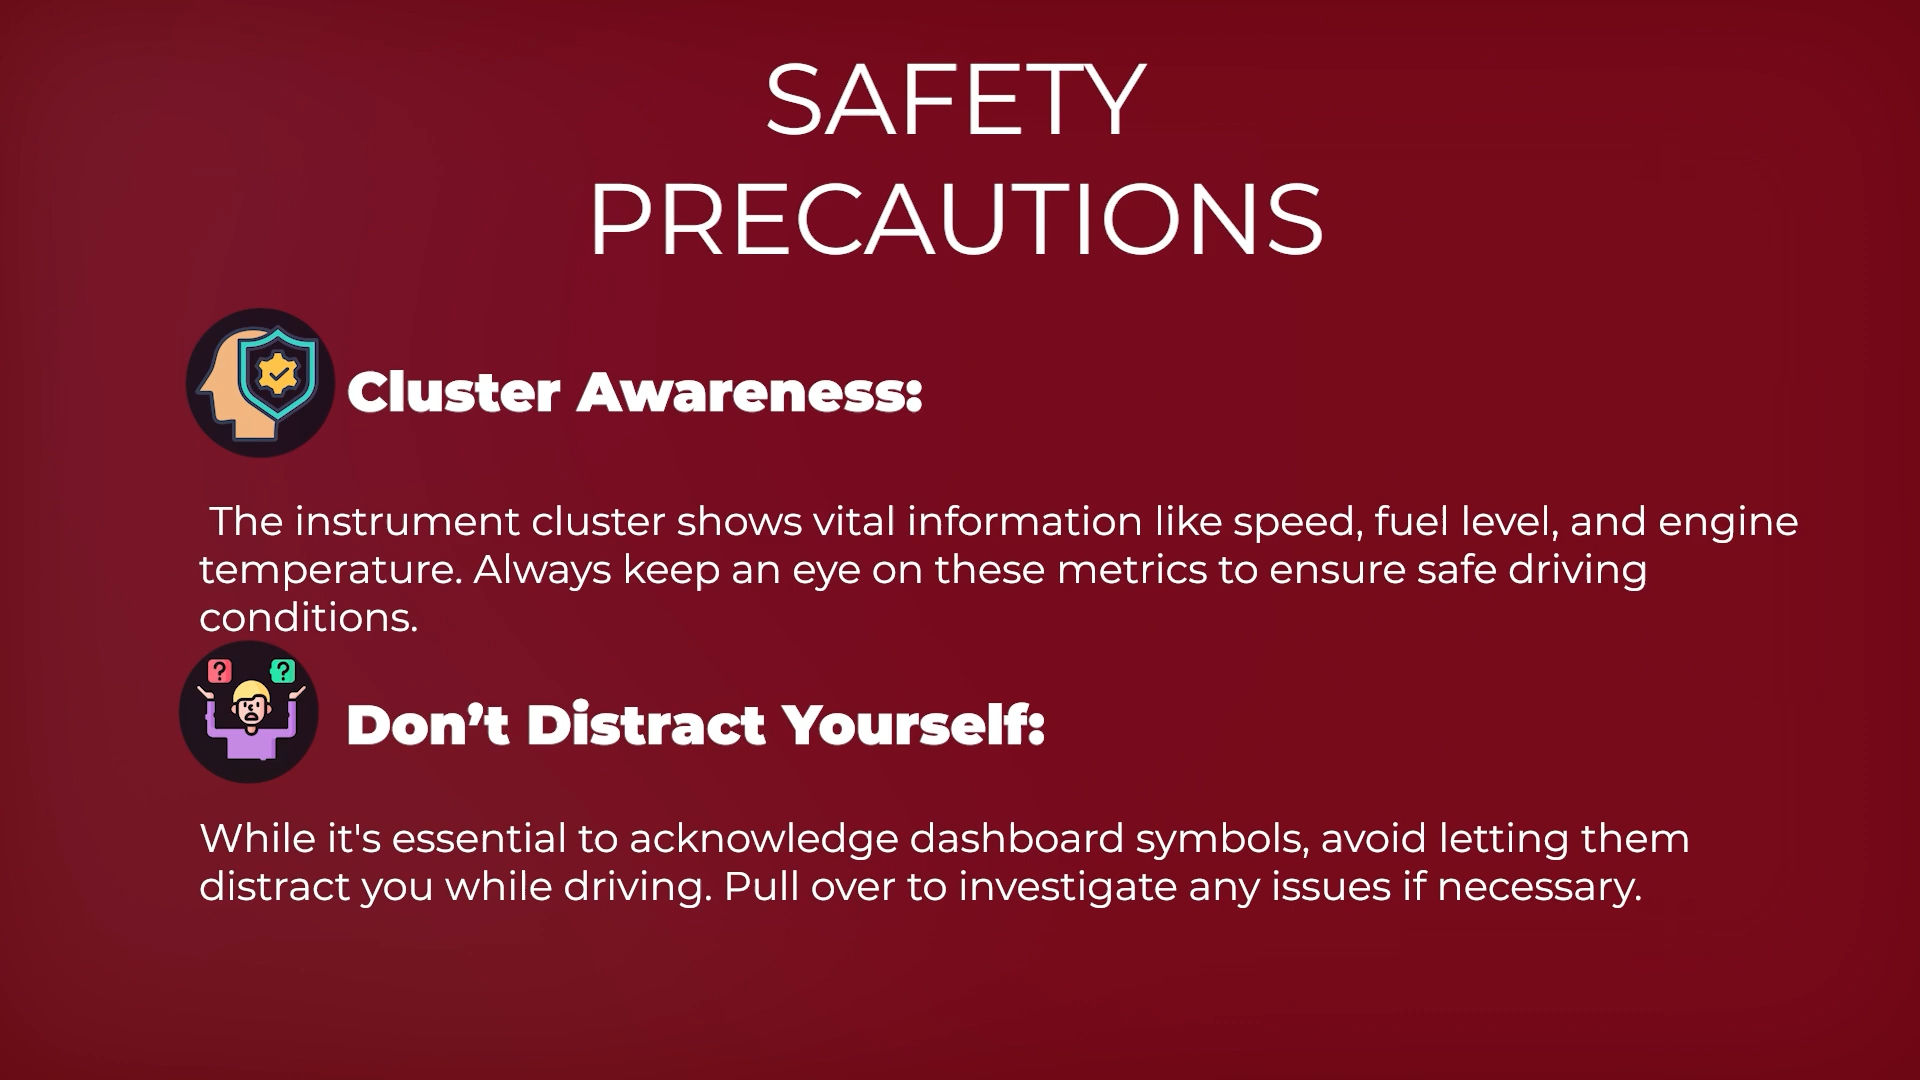 SAFETY
PRECAUTIONS
Cluster Awareness:
The instrument cluster shows vital information like speed, fuel level, and engine
temperature. Always keep an eye on these metrics to ensure safe driving
conditions.
? ?
Don’t Distract Yourself:
While it's essential to acknowledge dashboard symbols, avoid letting them
distract you while driving. Pull over to investigate any issues if necessary.